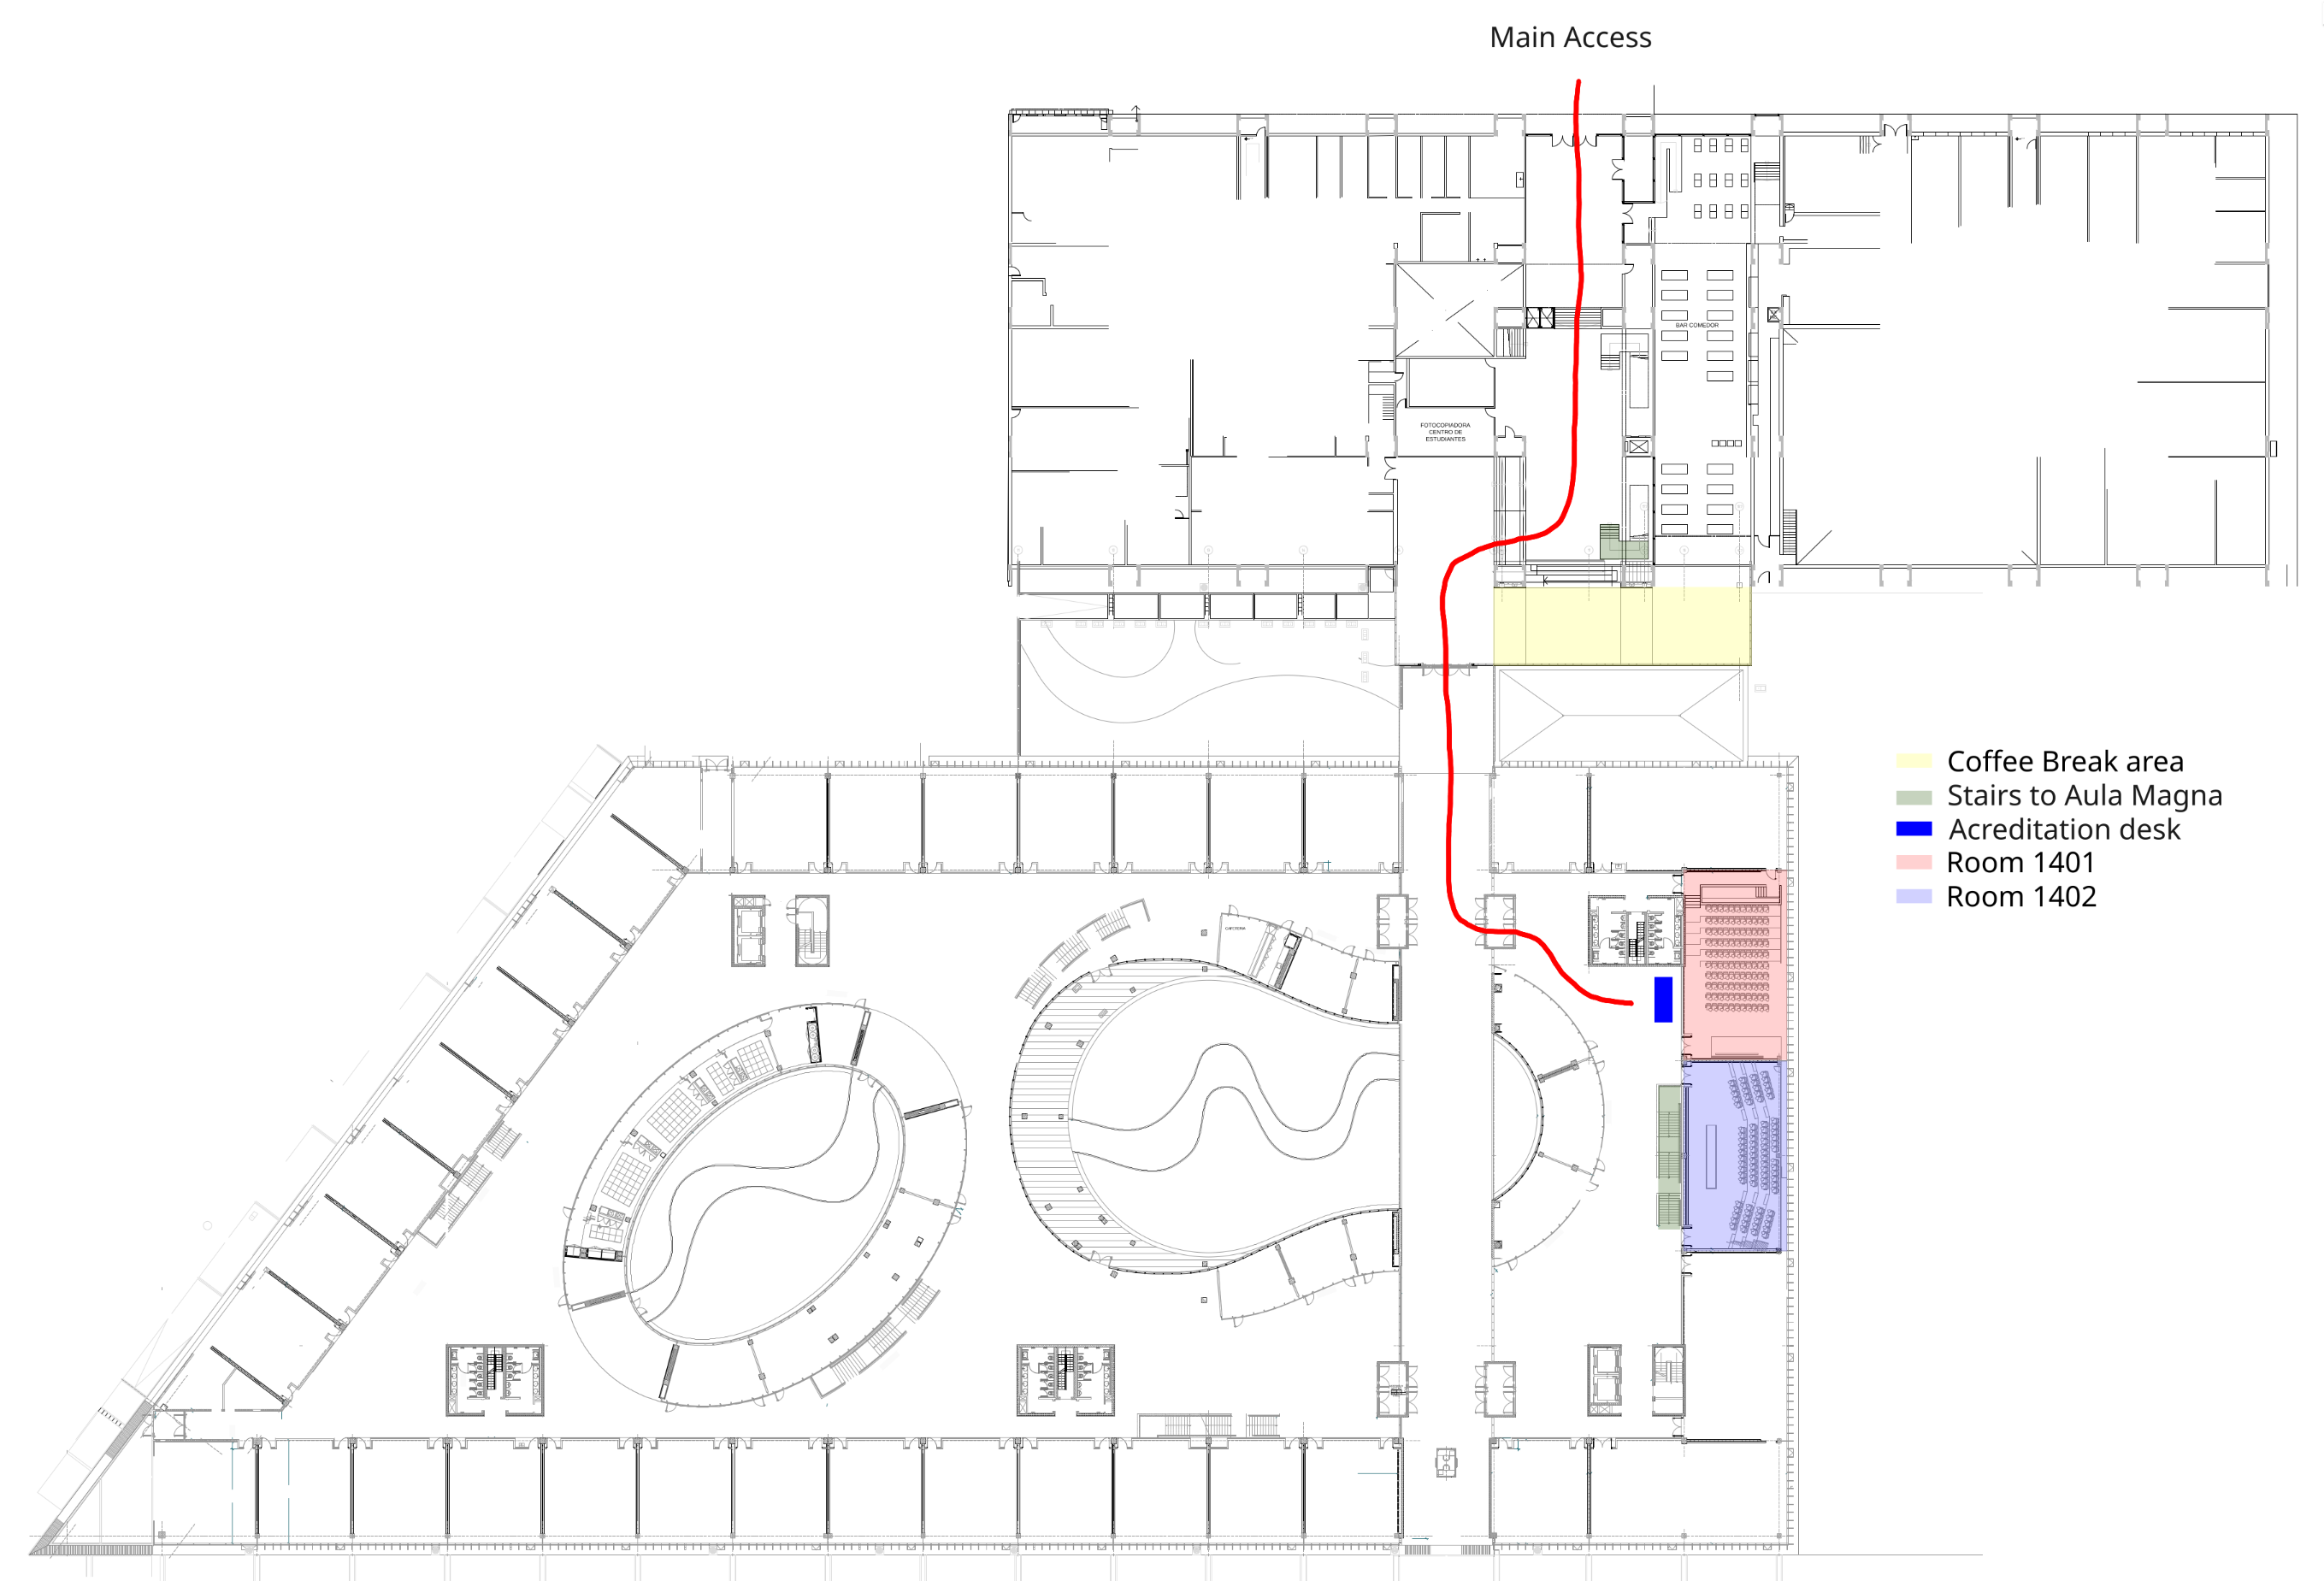 Main Access
BAR COMEDOR
FOTOCOPIADORA
CENTRO DE
ESTUDIANTES
Coffee Break area
Stairs to Aula Magna
Acreditation desk
Room 1401
Room 1402
CAFETERIA